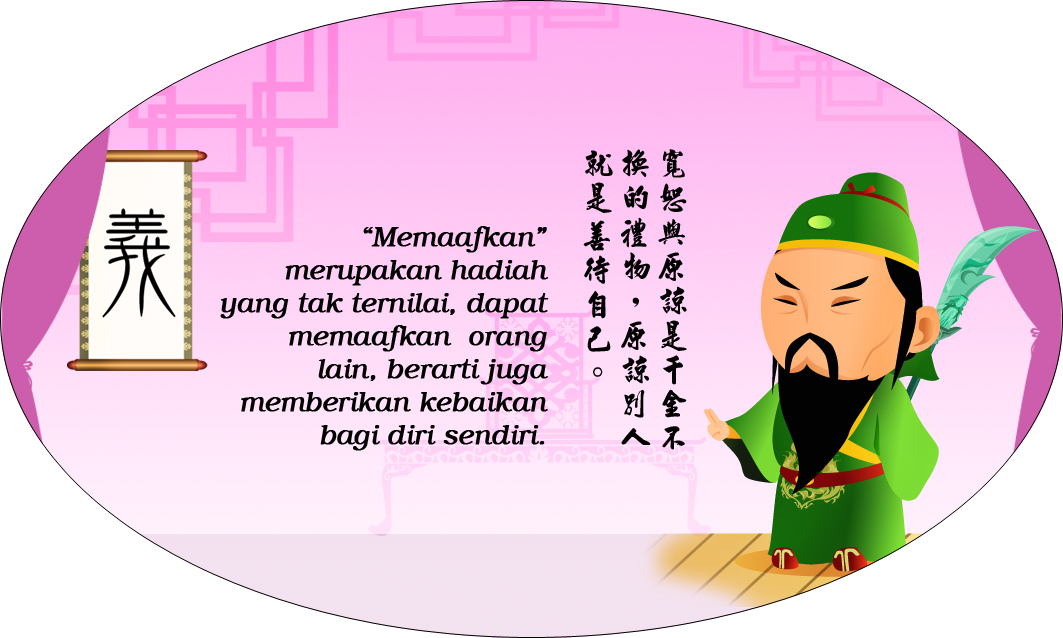 義
“Memaafkan”
merupakan hadiah
yang tak ternilai, dapat
memaafkan orang
lain, berarti juga
memberikan kebaikan
bagi diri sendiri.
寬恕與原諒是千金不
換的禮物，原諒別人
就是善待自己。